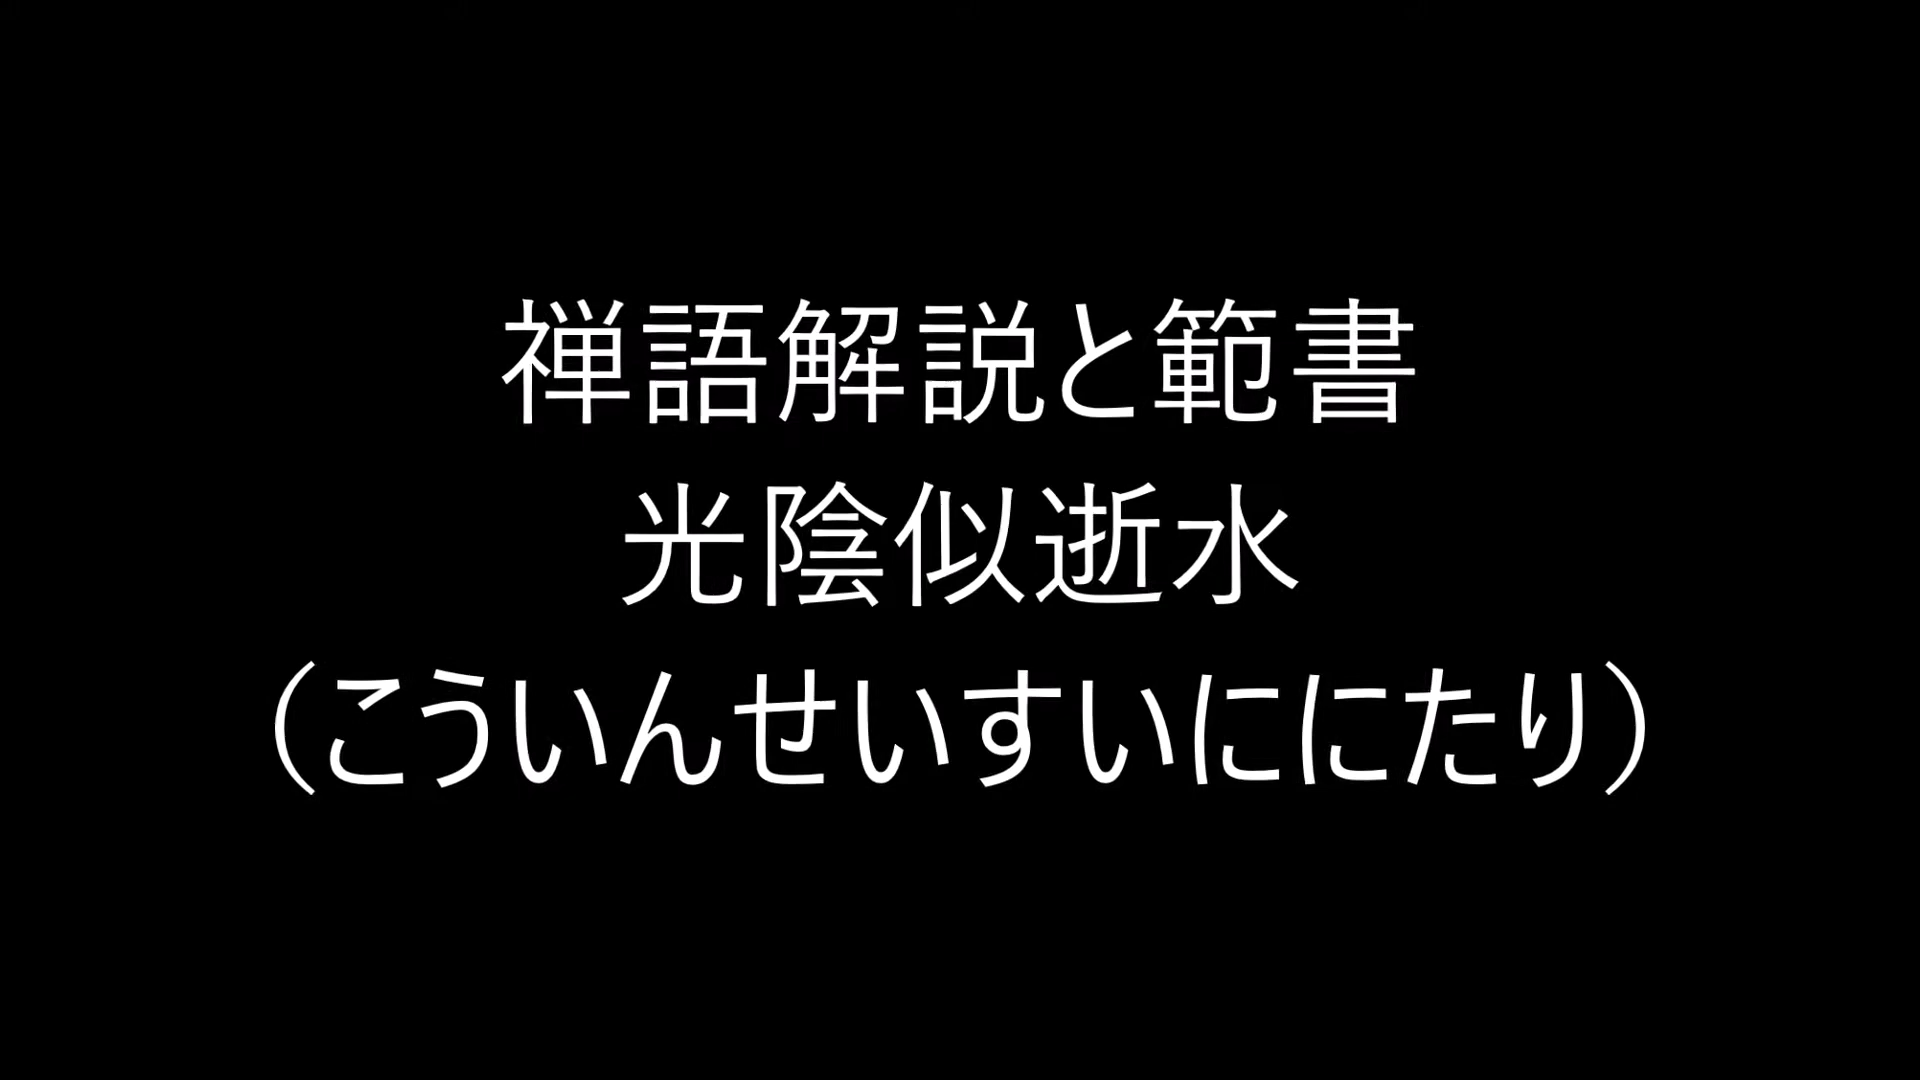 禅語解説と範書
光陰似逝水
（こういんせいすいににたり）